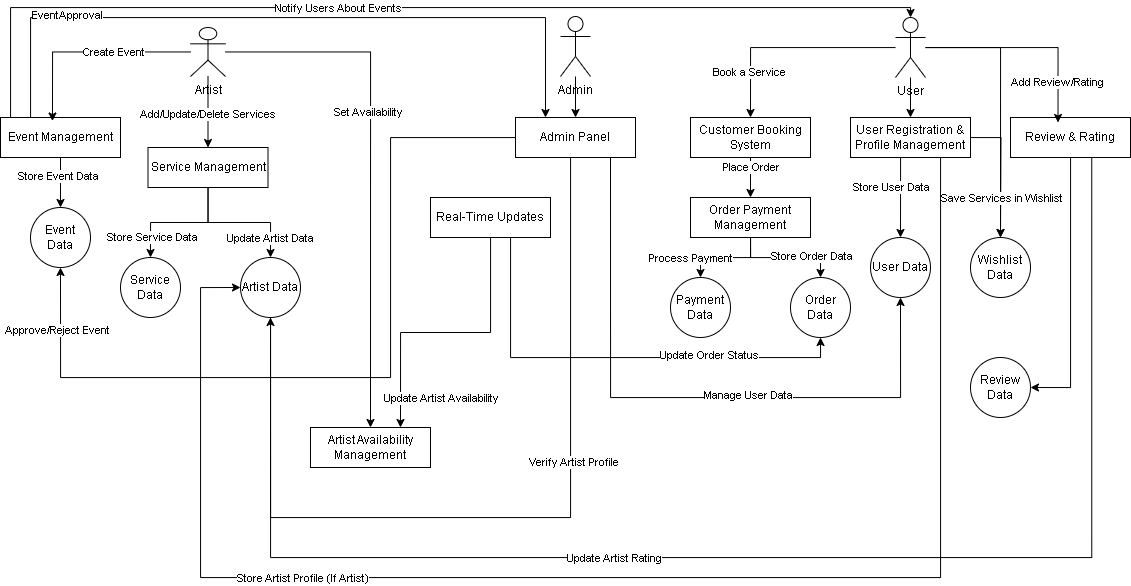 Notify Users About Events
EventApproval
Create Event
Artist
Admin
User
Book a Service
Add Review/Rating
Add/Update/Delete Services
Set Availability
Event Management
Admin Panel
Customer Booking
System
User Registration &
Profile Management
Review & Rating
Service Management
Place Order
Store Event Data
Store User Data
Save Services in Wishlist
Real-Time Updates
Order Payment
Management
Event
Data
Store Service Data
Update Artist Data
Process Payment
Store Order Data
User Data
Wishlist
Data
Service
Data
Artist Data
Payment
Data
Order
Data
Approve/Reject Event
Update Order Status
Review
Data
Update Artist Availability
Manage User Data
Artist Availability
Management
Verify Artist Profile
Update Artist Rating
Store Artist Profile (If Artist)